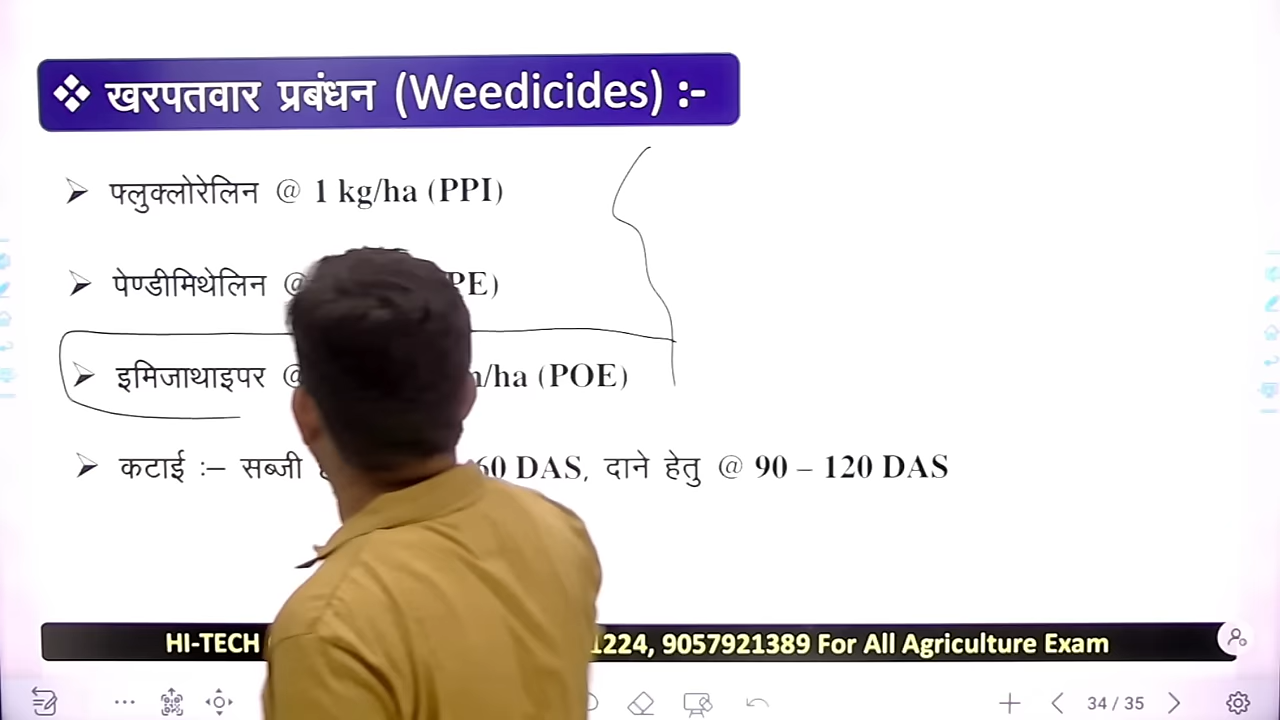 ❖ खरपतवार प्रबंधन (Weedicides) :-
➢ फ्लुक्लोरेलिन @ 1 kg/ha (PPI)
➢ पेण्डीमिथेलिन @ PE)
➢ इमिजाथाइपर @ /ha (POE)
➢ कटाई :– सब्जी 60 DAS, दाने हेतु @ 90 – 120 DAS
HI-TECH 1224, 9057921389 For All Agriculture Exam
34 / 35